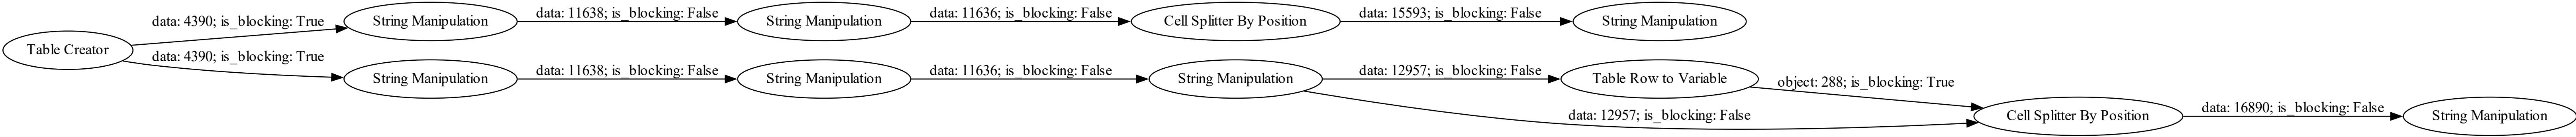 data: 4390; is_blocking: True
String Manipulation
data: 11638; is_blocking: False
String Manipulation
data: 11636; is_blocking: False
Cell Splitter By Position
data: 15593; is_blocking: False
String Manipulation
Table Creator
data: 4390; is_blocking: True
String Manipulation
data: 11638; is_blocking: False
String Manipulation
data: 11636; is_blocking: False
String Manipulation
data: 12957; is_blocking: False
Table Row to Variable
object: 288; is_blocking: True
data: 12957; is_blocking: False
Cell Splitter By Position
data: 16890; is_blocking: False
String Manipulation